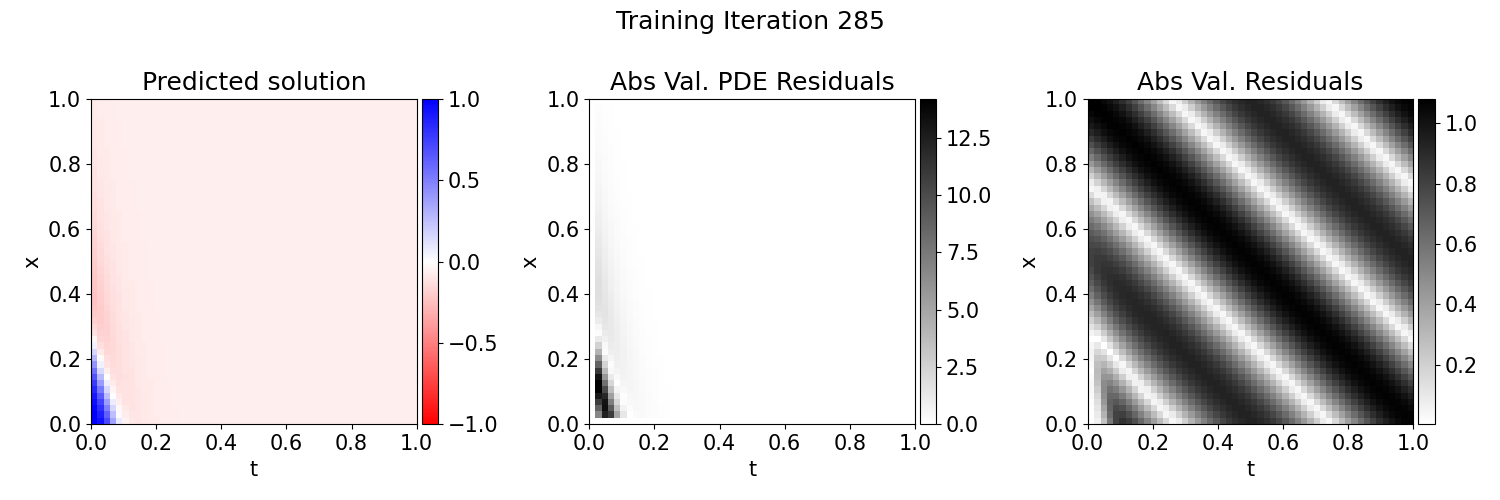 Training Iteration 285
Predicted solution
Abs Val. PDE Residuals
Abs Val. Residuals
1.0
0.8
0.6
0.4
0.2
0.0
x
0.0 0.2 0.4 0.6 0.8 1.0
t
1.0
0.5
0.0
−0.5
−1.0
1.0
0.8
0.6
0.4
0.2
0.0
x
0.0 0.2 0.4 0.6 0.8 1.0
t
12.5
10.0
7.5
5.0
2.5
0.0
1.0
0.8
0.6
0.4
0.2
0.0
x
0.0 0.2 0.4 0.6 0.8 1.0
t
1.0
0.8
0.6
0.4
0.2